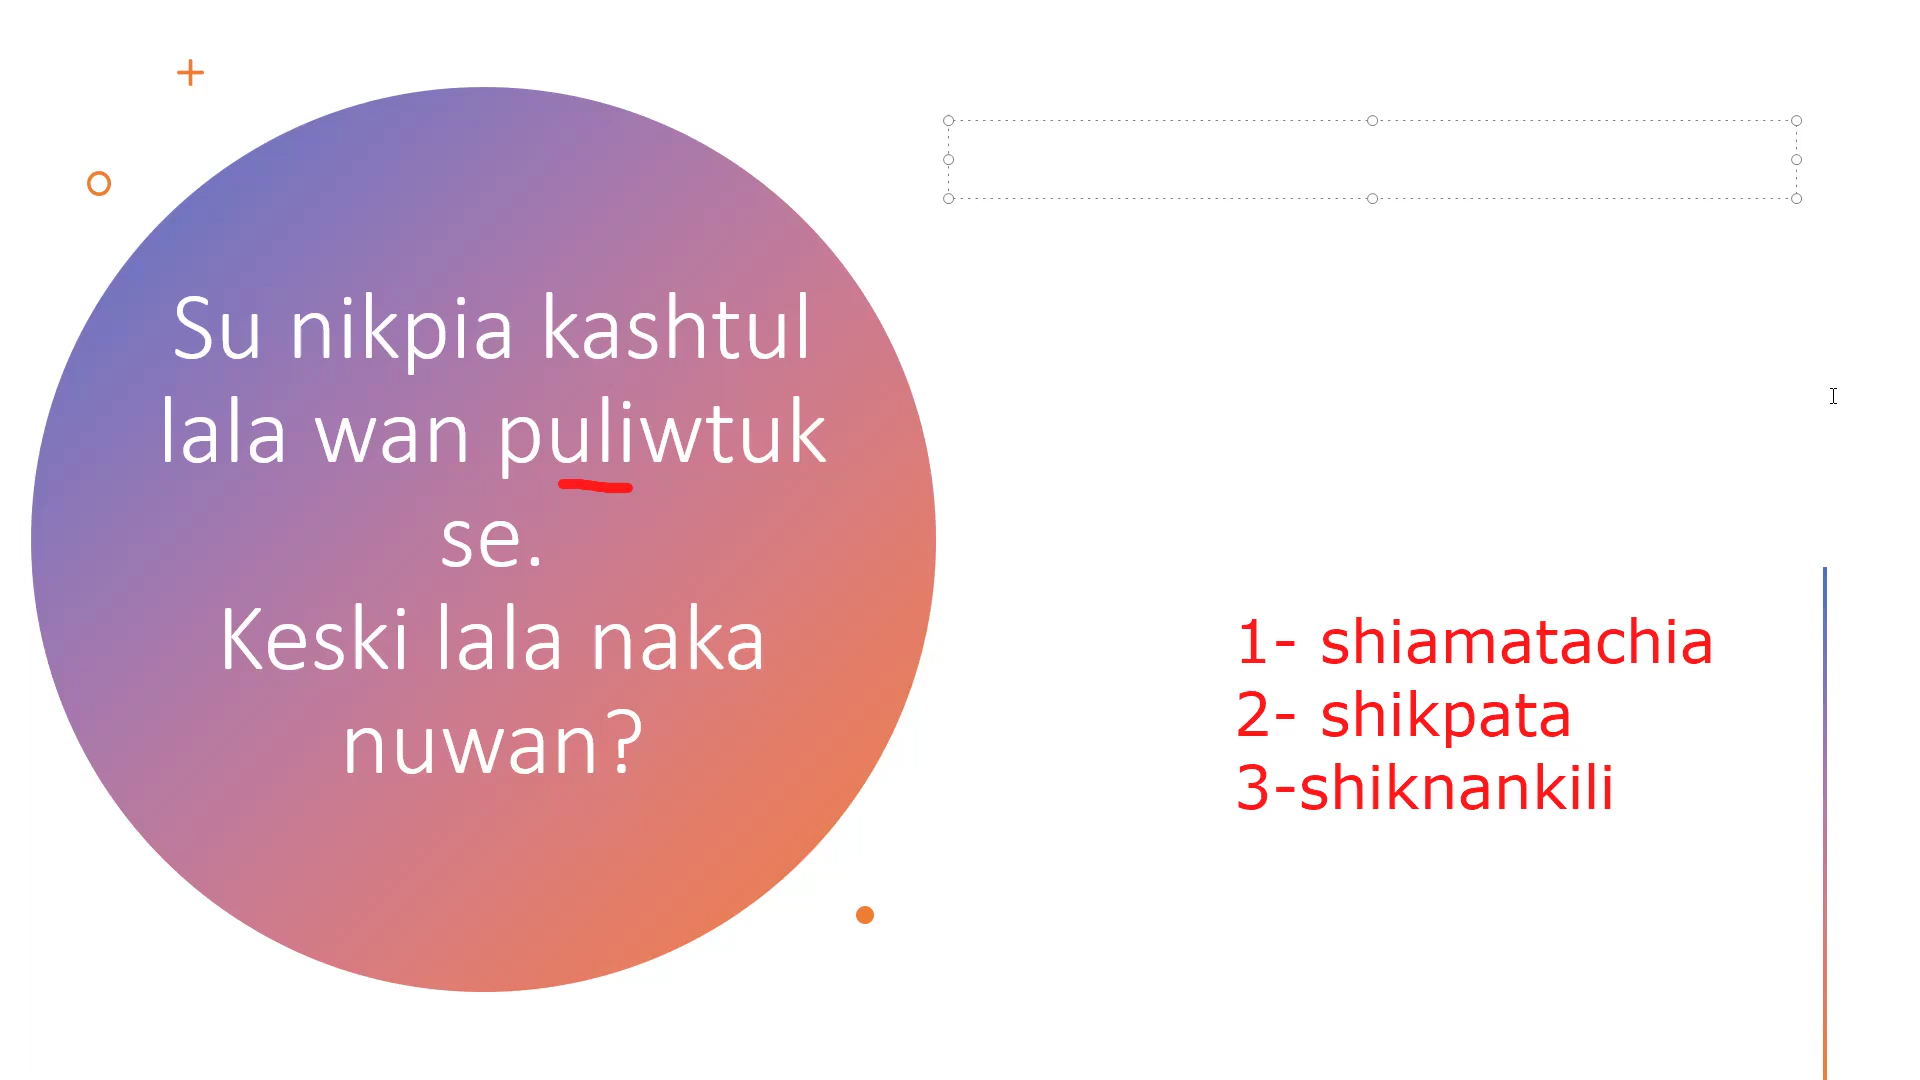 Su nikpia kashtul
lala wan puliwtuk
se.
Keski lala naka
nuwan?
1- shiamatachia
2- shikpata
3-shiknankili